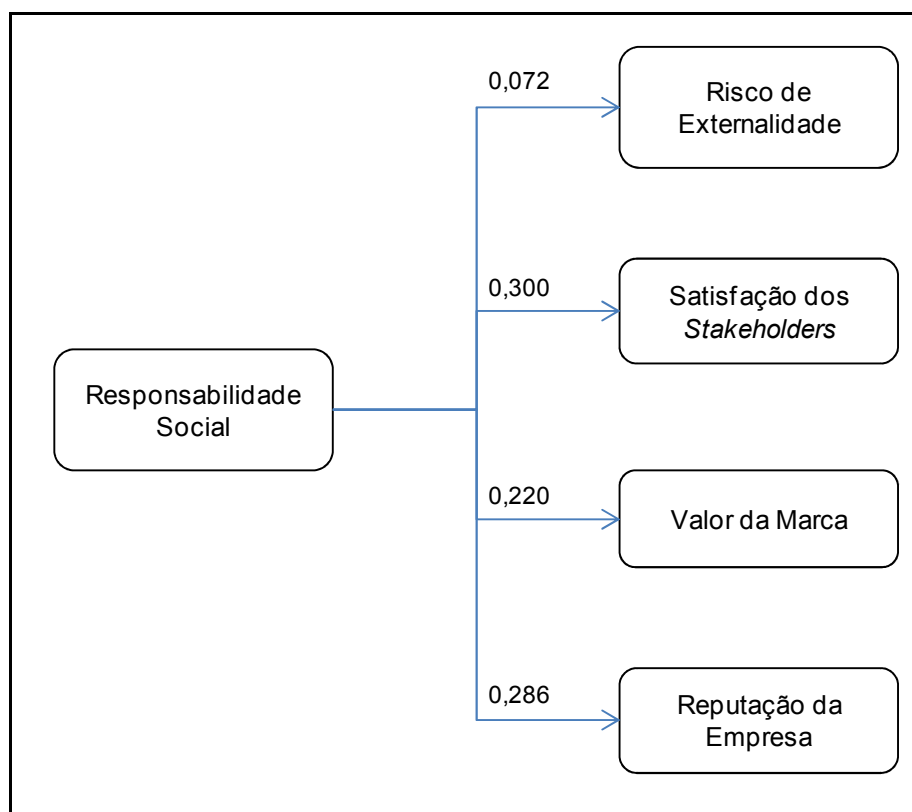 0,072
Risco de
Externalidade
0,300
Satisfação dos
Stakeholders
Responsabilidade
Social
0,220
Valor da Marca
0,286
Reputação da
Empresa